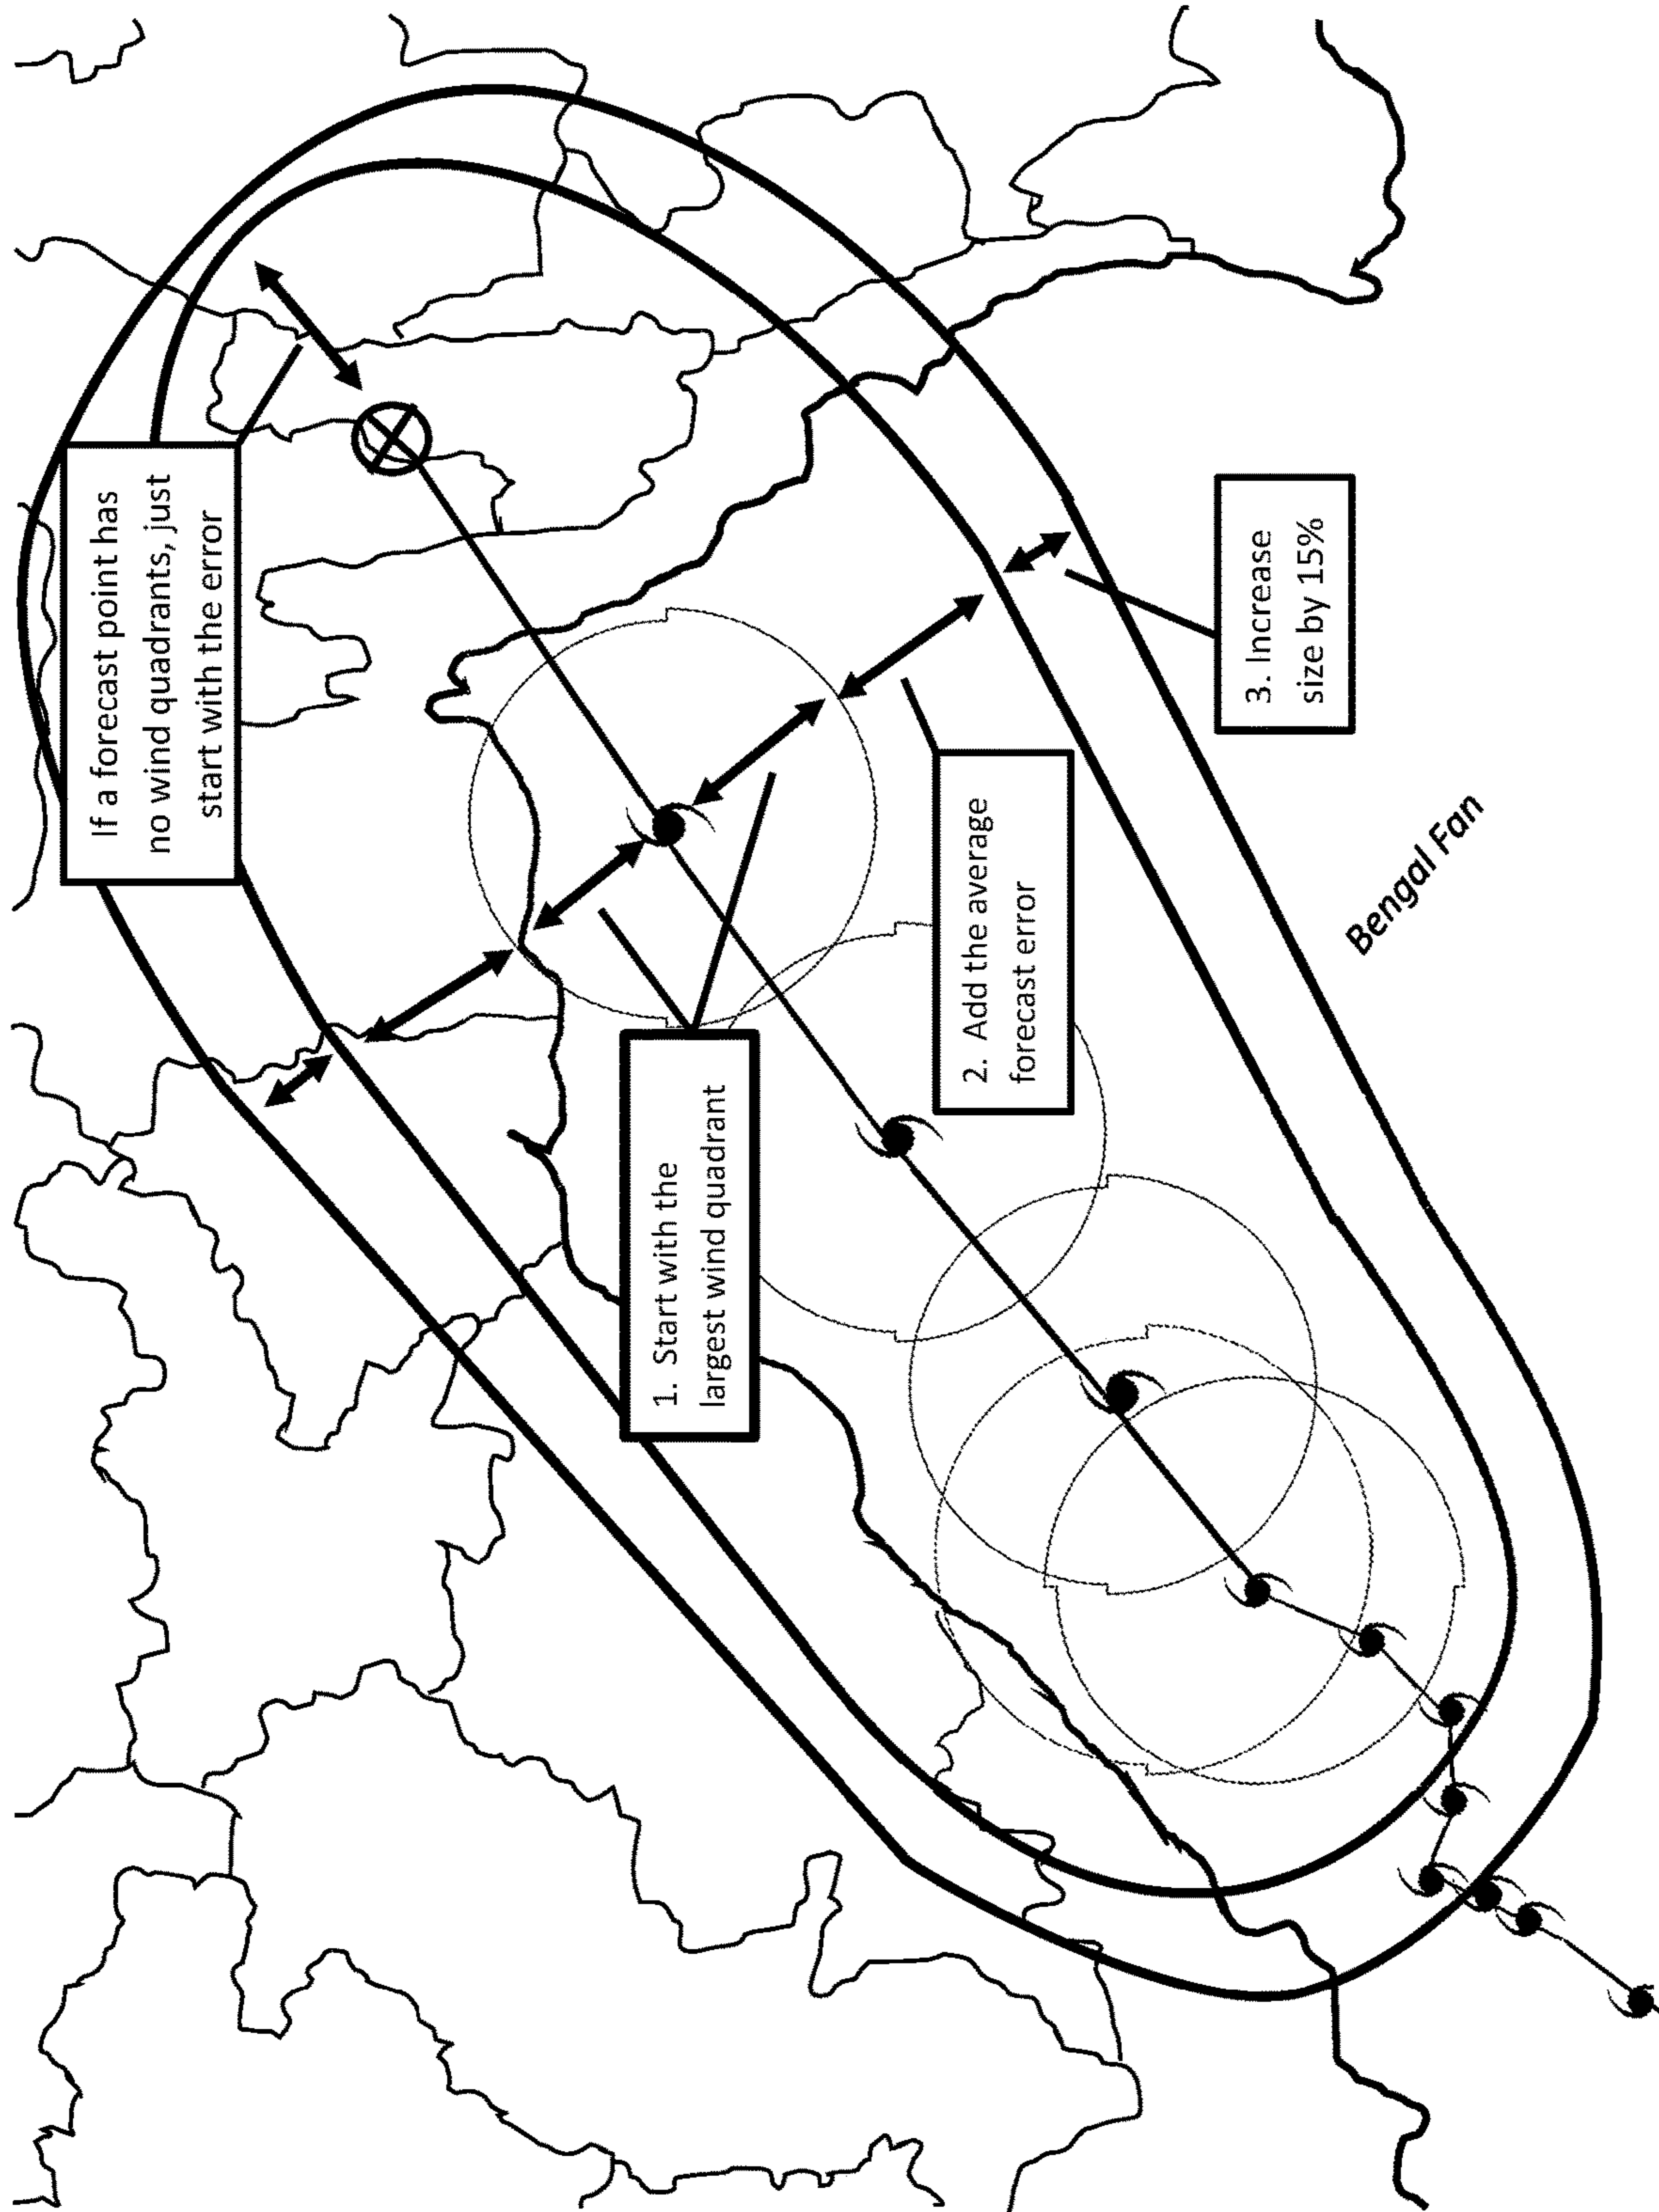 If a forecast point has
no wind quadrants, just
start with the error
1. Start with the
largest wind quadrant
2. Add the average
forecast error
3. Increase
size by 15%
Bengal Fan